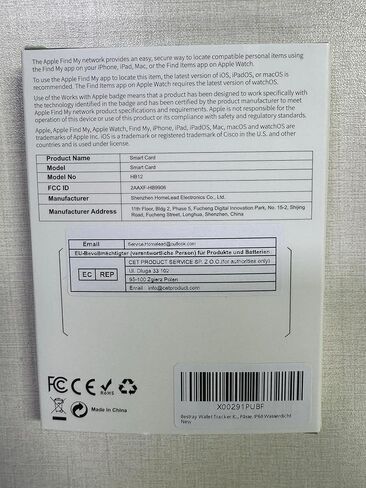 The Apple Find My network provides an easy, secure way to locate compatible personal items using
the Find My app on your iPhone, iPad, Mac, or the Find Items app on Apple Watch.
To use the Apple Find My app to locate this item, the latest version of iOS, iPadOS, or macOS is
recommended. The Find Items app on Apple Watch requires the latest version of watchOS.
Use of the Works with Apple badge means that a product has been designed to work specifically with
the technology identified in the badge and has been certified by the product manufacturer to meet
Apple Find My network product specifications and requirements. Apple is not responsible for the
operation of this device or use of this product or its compliance with safety and regulatory standards.
Apple, Apple Find My, Apple Watch, Find My, iPhone, iPad, iPadOS, Mac, macOS and watchOS are
trademarks of Apple Inc. IOS is a trademark or registered trademark of Cisco in the U.S. and other
countries and is used under license.
Product Name Smart Card
Model Smart Card
Model No HB12
FCC ID 2AAXF-HB9906
Manufacturer Shenzhen HomeLead Electronics Co., Ltd.
Manufacturer Address 11th Floor, Bldg 2, Phase 5, Fucheng Digital Innovation Park, No. 15-2, Shijing
Road, Fucheng Street, Longhua, Shenzhen, China
Email Service.Homelead@outlook.com
EU-Bevollmächtigter (verantwortliche Person) für Produkte und Batterien
EC REP
CET PRODUCT SERVICE SP. Z O.O.(for authorities only)
Ul. Dluga 33 102
95-100 Zgierz Polen
Email : info@cetproduct.com
FC CE RoHS
Made in China
X00291PUBF
Bestray Wallet Tracker K... Pässe, IP68 Wasserdicht
New